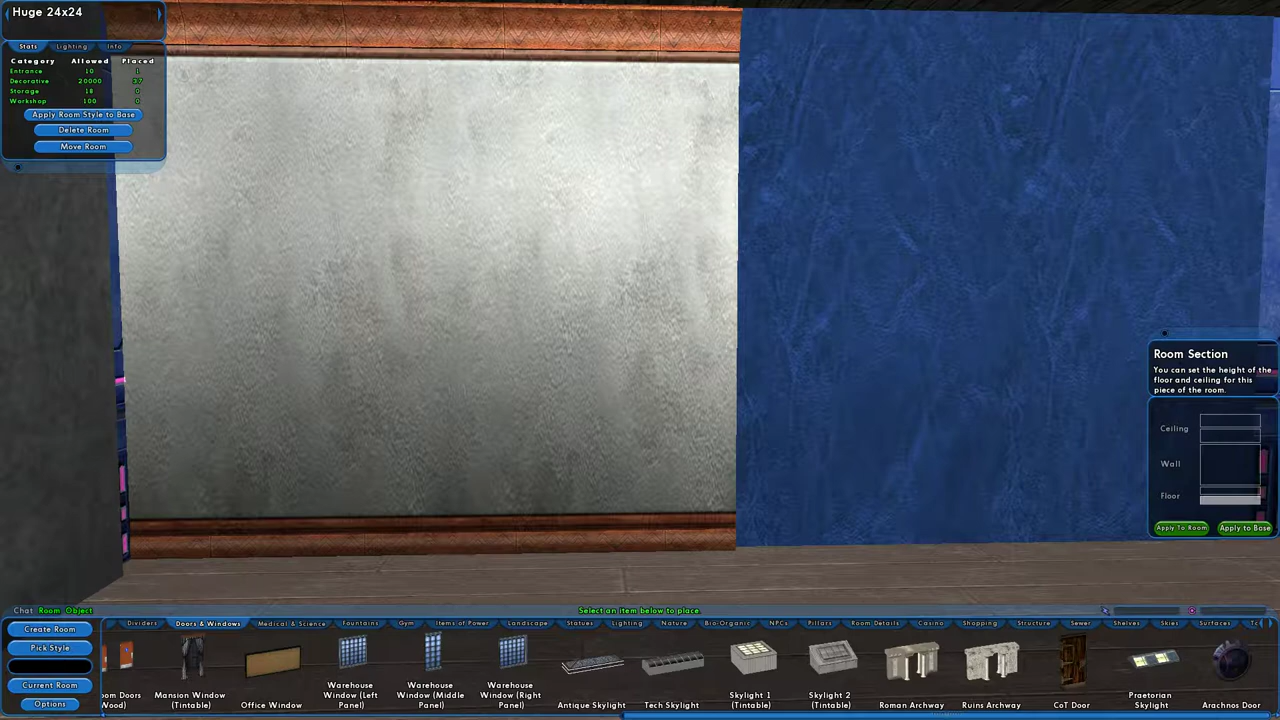 Huge 24x24
Stats Lighting Info
Category Allowed Placed
Entrance 10 1
Decorative 20000 37
Storage 18 0
Workshop 100 0
Apply Room Style to Base
Delete Room
Move Room
Room Section
You can set the height of the
floor and ceiling for this
piece of the room.
Ceiling
Wall
Floor
Apply To Room Apply to Base
Chat Room Object
Select an item below to place.
Create Room
Pick Style
Current Room
Options
Dividers Doors & Windows Medical & Science Fountains Gym Items of Power Landscape Statues Lighting Nature Bio-Organic NPCs Pillars Room Details Casino Shopping Structure Sewer Shelves Skies Surfaces
oom Doors
Wood)
Mansion Window
(Tintable)
Office Window
Warehouse
Window (Left
Panel)
Warehouse
Window (Middle
Panel)
Warehouse
Window (Right
Panel)
Antique Skylight
Tech Skylight
Skylight 1
(Tintable)
Skylight 2
(Tintable)
Roman Archway
Ruins Archway
CoT Door
Praetorian
Skylight
Arachnos Door